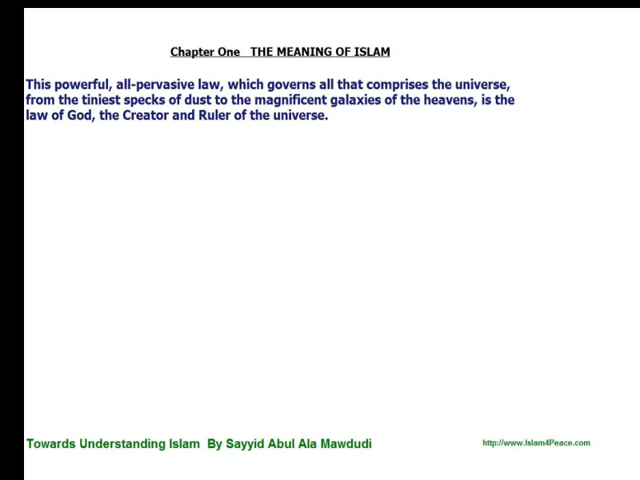 Chapter One   THE MEANING OF ISLAM
This powerful, all-pervasive law, which governs all that comprises the universe,
from the tiniest specks of dust to the magnificent galaxies of the heavens, is the
law of God, the Creator and Ruler of the universe.
Towards Understanding Islam  By Sayyid Abul Ala Mawdudi
http://www.Islam4Peace.com